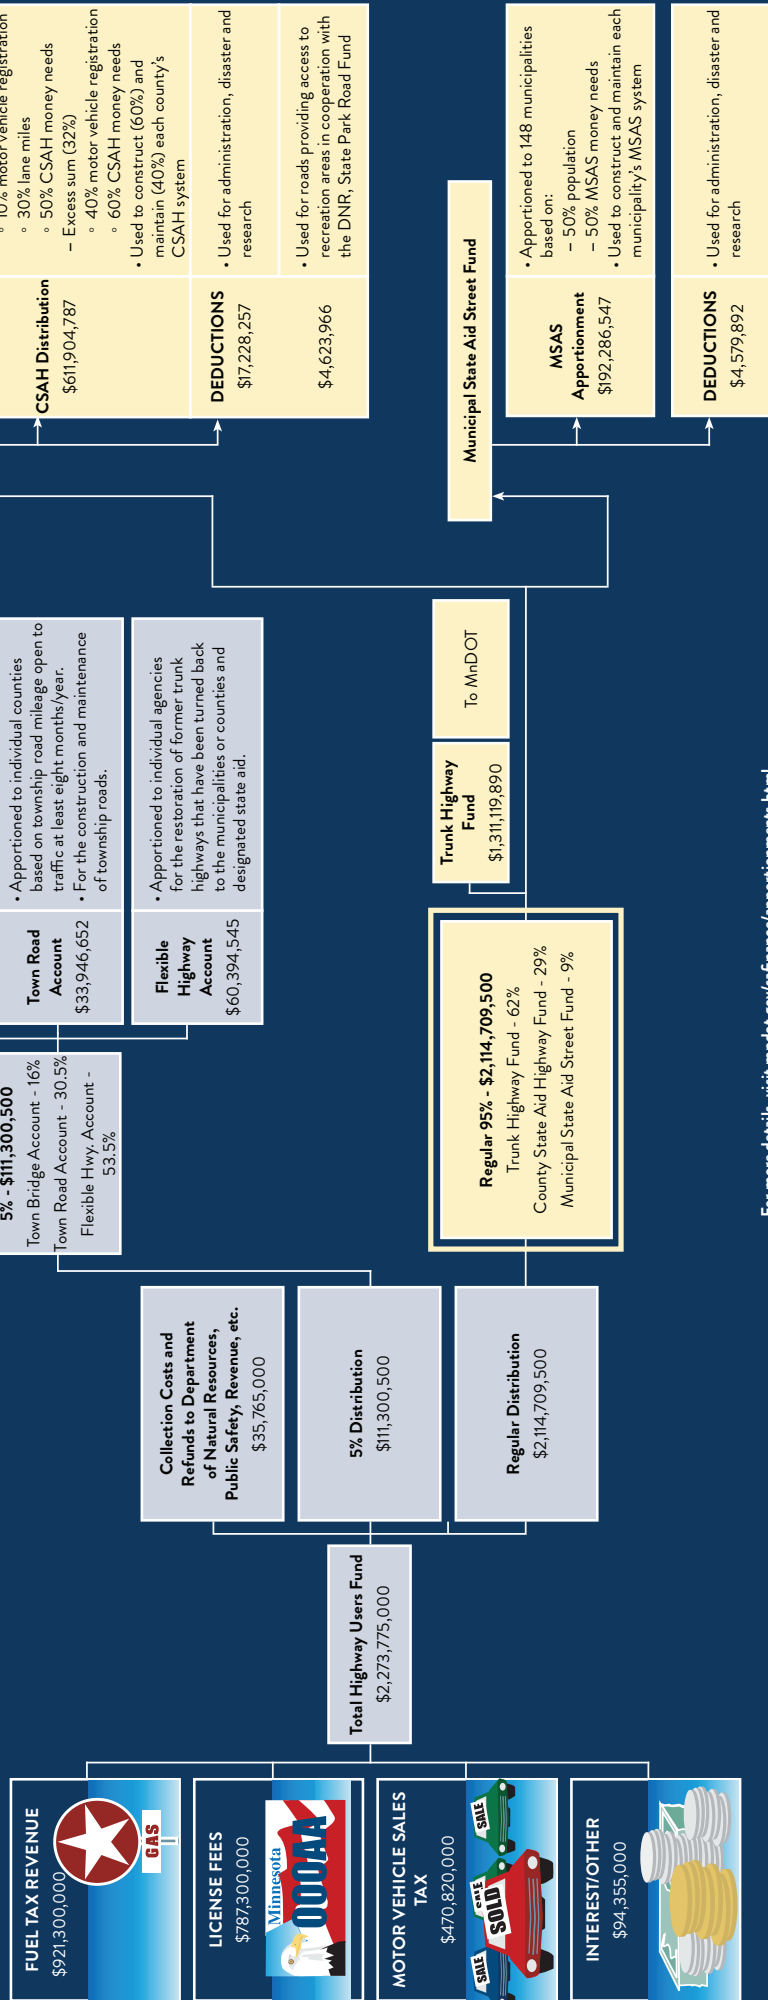 FUEL TAX REVENUE
$921,300,000
GAS
LICENSE FEES
$787,300,000
Minnesota
000AA
MOTOR VEHICLE SALES
TAX
$470,820,000
SALE
SALE
SOLD
SALE
INTEREST/OTHER
$94,355,000
Total Highway Users Fund
$2,273,775,000
Collection Costs and
Refunds to Department
of Natural Resources,
Public Safety, Revenue, etc.
$35,765,000
5% Distribution
$111,300,500
Regular Distribution
$2,114,709,500
5% - $111,300,500
Town Bridge Account - 16%
Town Road Account - 30.5%
Flexible Hwy. Account -
53.5%
Regular 95% - $2,114,709,500
Trunk Highway Fund - 62%
County State Aid Highway Fund - 29%
Municipal State Aid Street Fund - 9%
Town Road
Account
$33,946,652
• Apportioned to individual counties
based on township road mileage open to
traffic at least eight months/year.
• For the construction and maintenance
of township roads.
Flexible
Highway
Account
$60,394,545
• Apportioned to individual agencies
for the restoration of former trunk
highways that have been turned back
to the municipalities or counties and
designated state aid.
Trunk Highway
Fund
$1,311,119,890
To MnDOT
CSAH Distribution
$611,904,787
◦ 10% motor vehicle registration
◦ 30% lane miles
◦ 50% CSAH money needs
– Excess sum (32%)
◦ 40% motor vehicle registration
◦ 60% CSAH money needs
• Used to construct (60%) and
maintain (40%) each county's
CSAH system
DEDUCTIONS
$17,228,257
• Used for administration, disaster and
research
$4,623,966
• Used for roads providing access to
recreation areas in cooperation with
the DNR, State Park Road Fund
Municipal State Aid Street Fund
MSAS
Apportionment
$192,286,547
• Apportioned to 148 municipalities
based on:
– 50% population
– 50% MSAS money needs
• Used to construct and maintain each
municipality's MSAS system
DEDUCTIONS
$4,579,892
• Used for administration, disaster and
research
For more details, visit